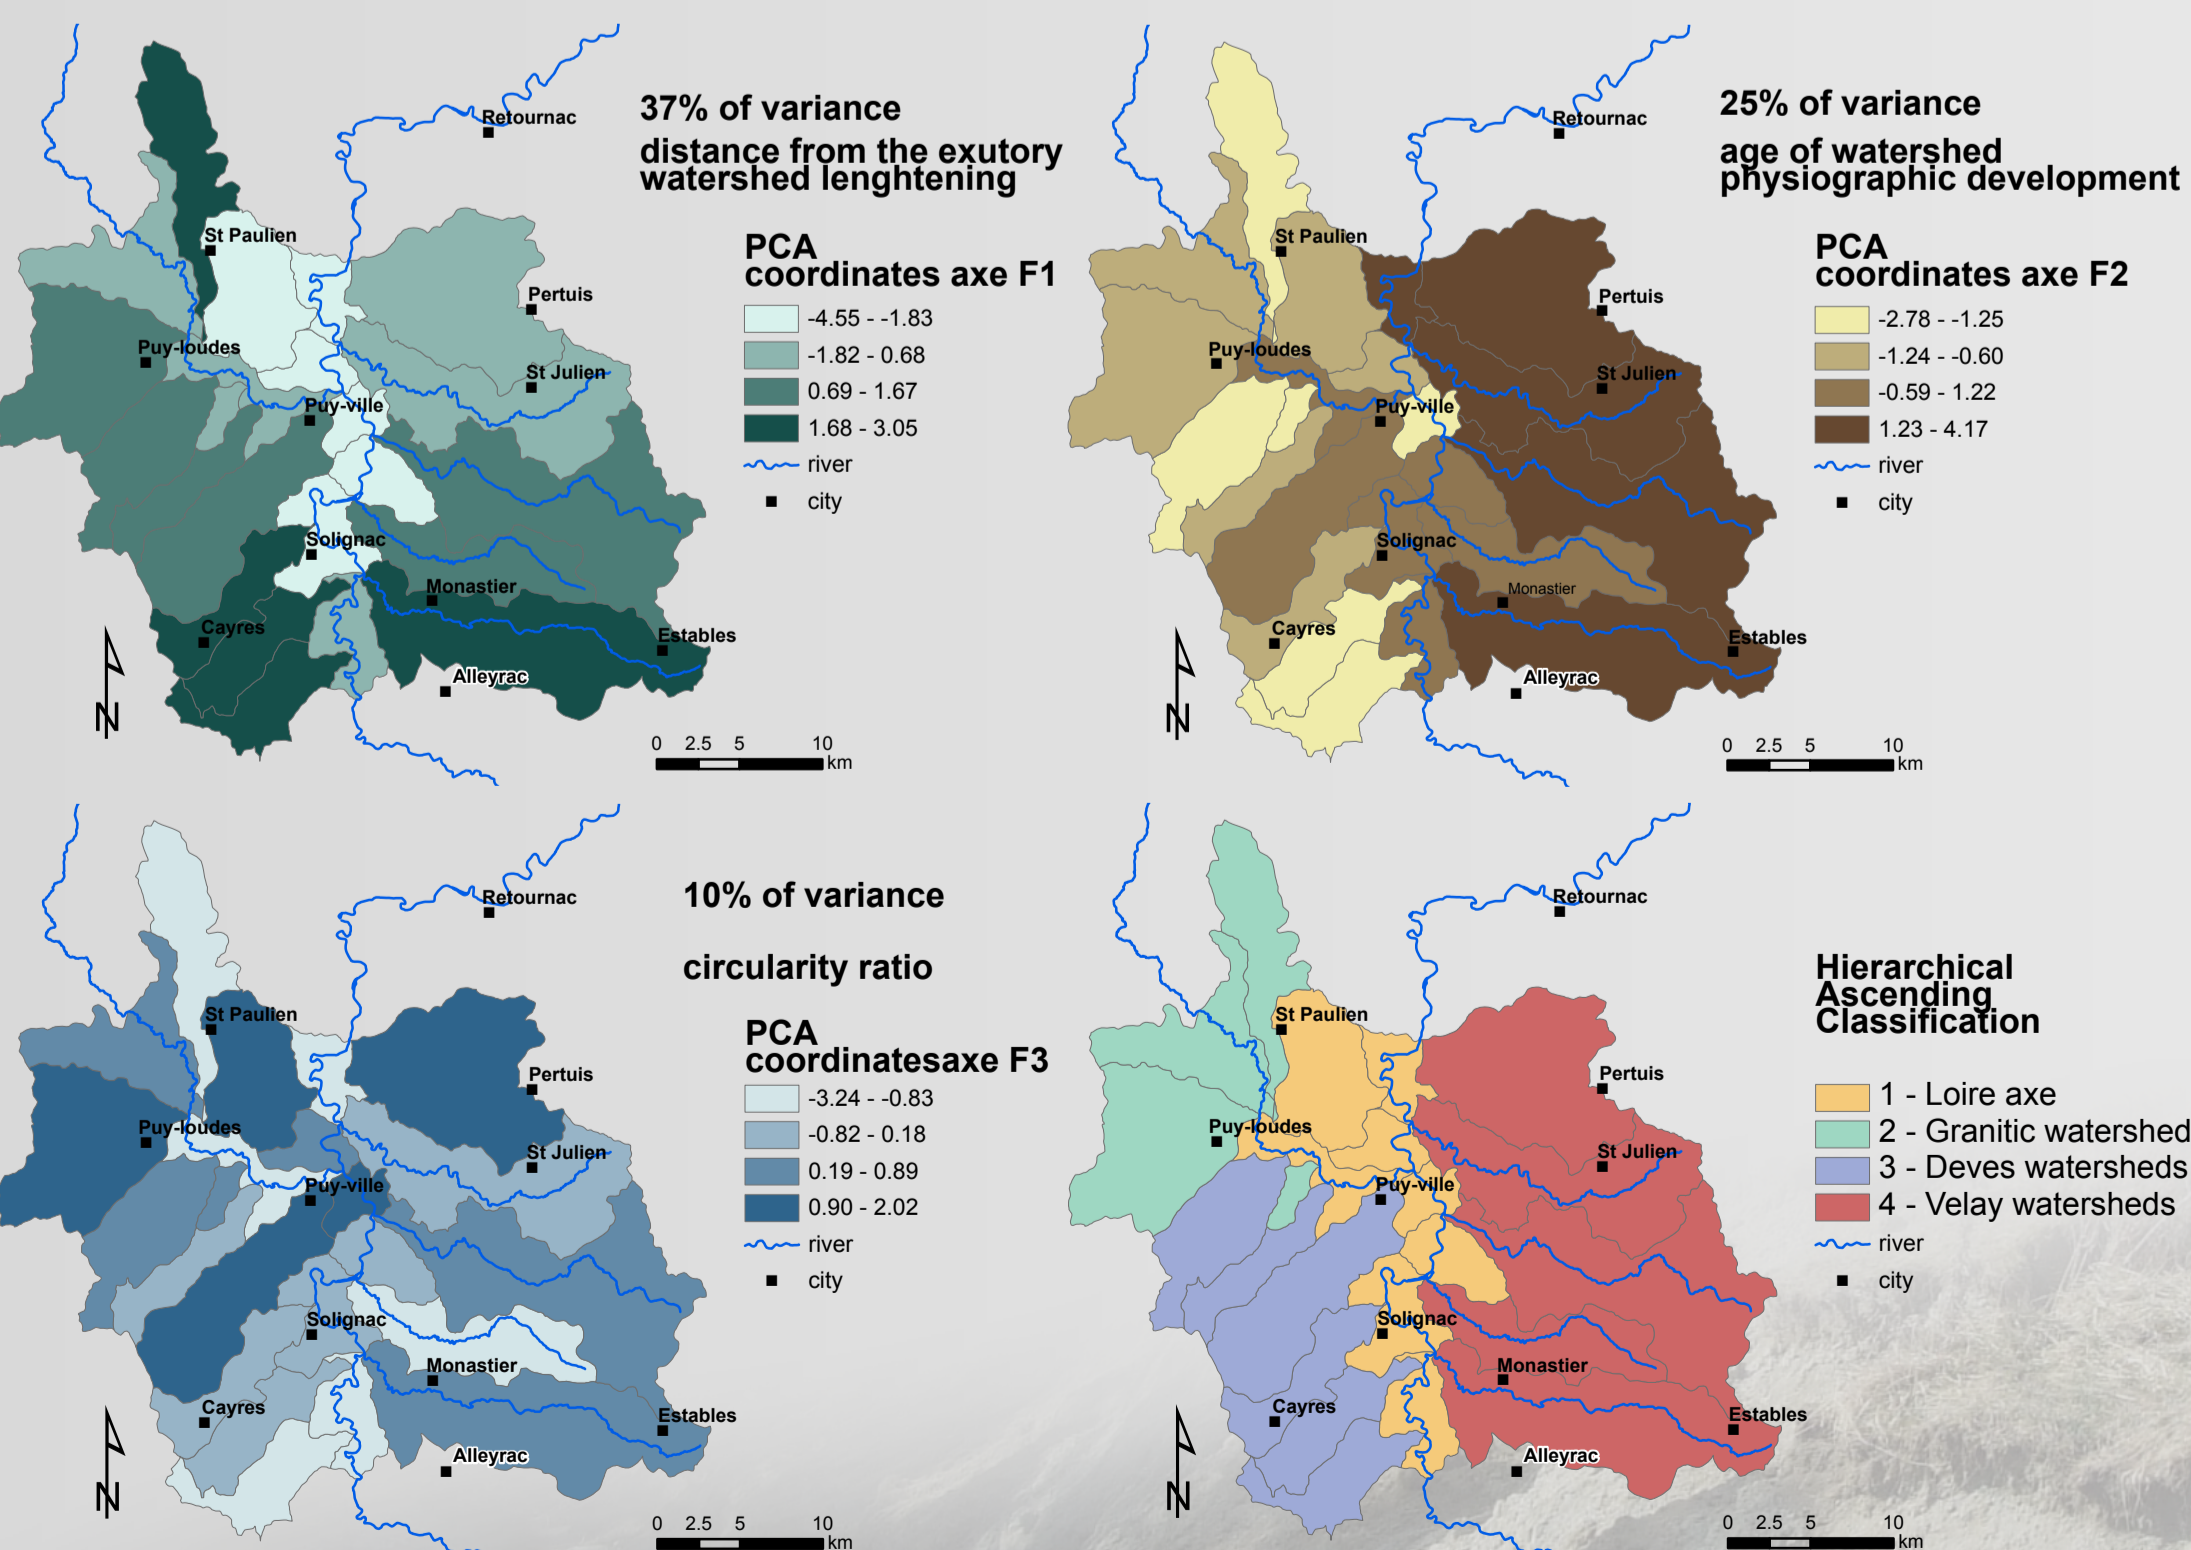 Retournac
37% of variance
distance from the exutory
watershed lenghtening
St Paulien
PCA
coordinates axe F1
Pertuis
-4.55 - -1.83
Puy-loudes
-1.82 - 0.68
St Julien
0.69 - 1.67
Puy-ville
1.68 - 3.05
river
city
Solignac
Monastier
Cayres
Estables
Alleyrac
N
0 2.5 5 10
km
Retournac
25% of variance
age of watershed
physiographic development
St Paulien
PCA
coordinates axe F2
Pertuis
-2.78 - -1.25
Puy-loudes
-1.24 - -0.60
St Julien
-0.59 - 1.22
Puy-ville
1.23 - 4.17
river
city
Solignac
Monastier
Cayres
Estables
Alleyrac
N
0 2.5 5 10
km
Retournac
10% of variance
circularity ratio
St Paulien
PCA
coordinatesaxe F3
Pertuis
-3.24 - -0.83
Puy-loudes
-0.82 - 0.18
St Julien
0.19 - 0.89
Puy-ville
0.90 - 2.02
river
city
Solignac
Monastier
Cayres
Estables
Alleyrac
N
0 2.5 5 10
km
Retournac
Hierarchical
Ascending
Classification
St Paulien
Pertuis
1 - Loire axe
Puy-loudes
2 - Granitic watershed
St Julien
3 - Deves watersheds
Puy-ville
4 - Velay watersheds
river
city
Solignac
Monastier
Cayres
Estables
Alleyrac
N
0 2.5 5 10
km